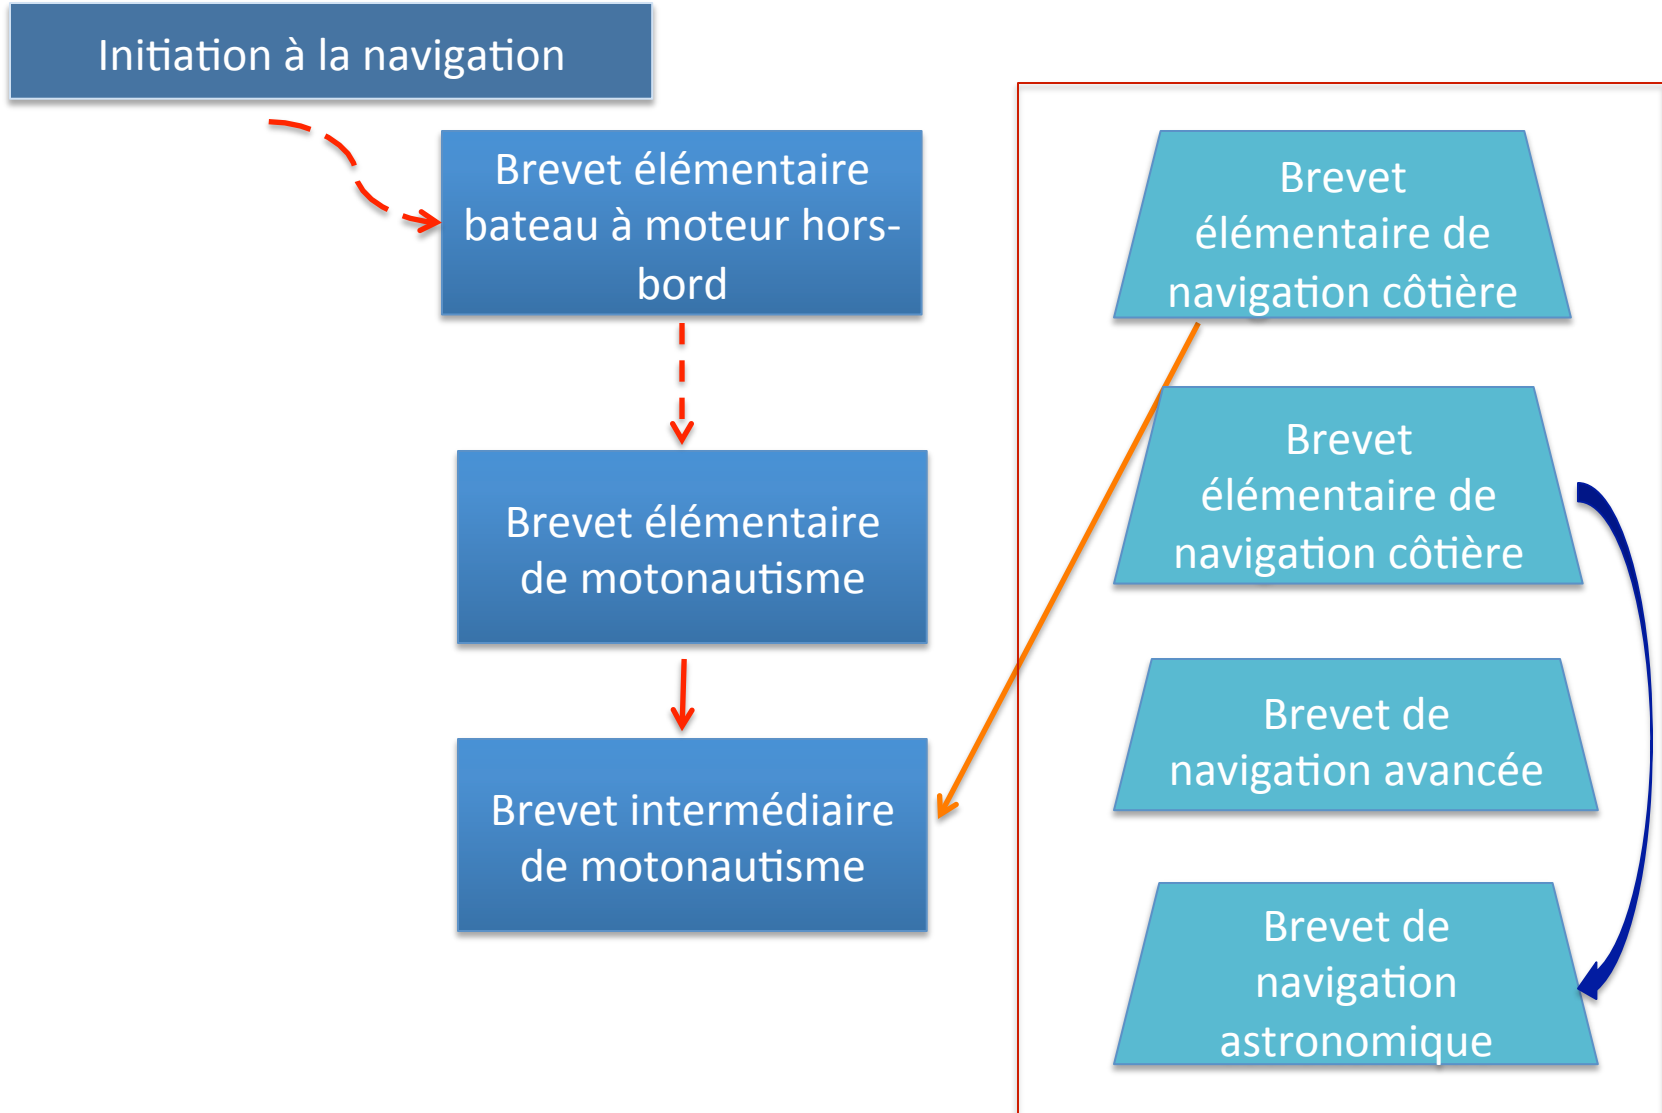 Initiation à la navigation
Brevet élémentaire
bateau à moteur hors-
bord
Brevet élémentaire
de motonautisme
Brevet intermédiaire
de motonautisme
Brevet
élémentaire de
navigation côtière
Brevet
élémentaire de
navigation côtière
Brevet de
navigation avancée
Brevet de
navigation
astronomique